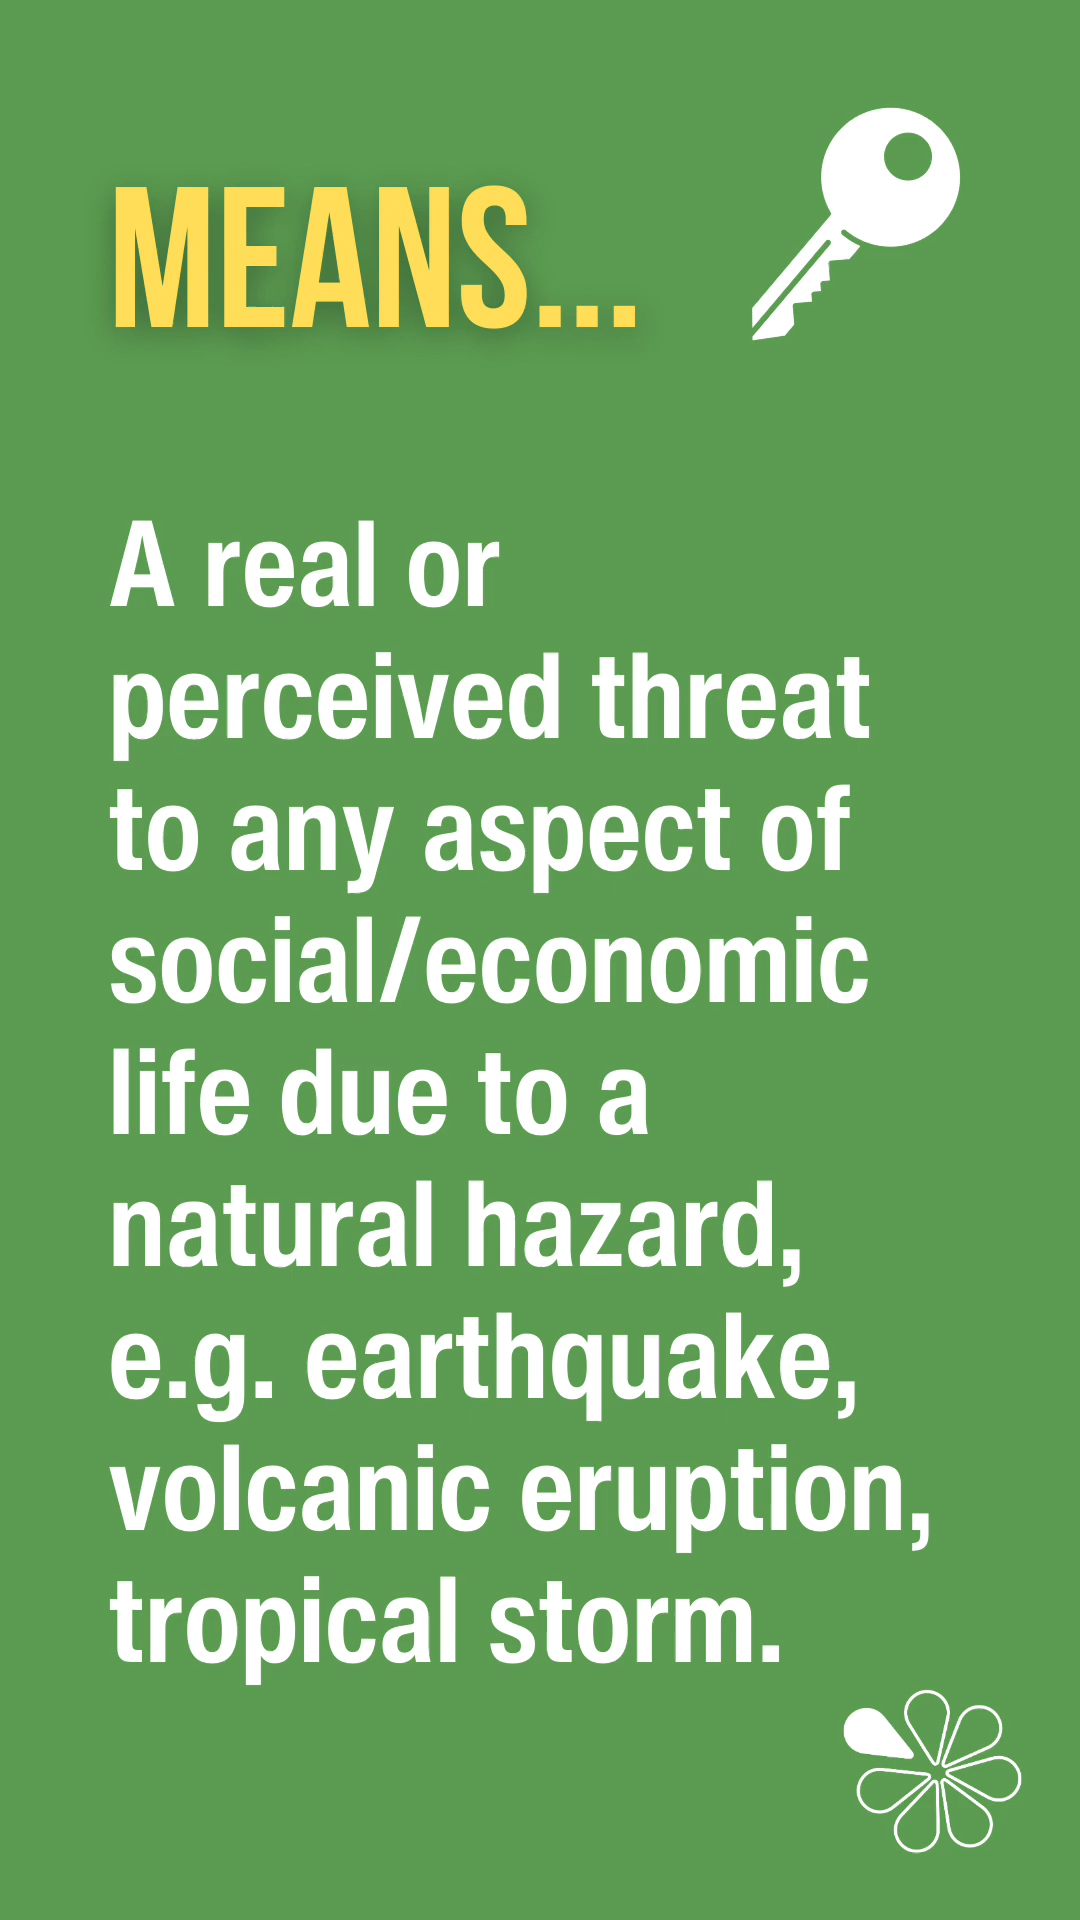 MEANS...
A real or
perceived threat
to any aspect of
social/economic
life due to a
natural hazard,
e.g. earthquake,
volcanic eruption,
tropical storm.